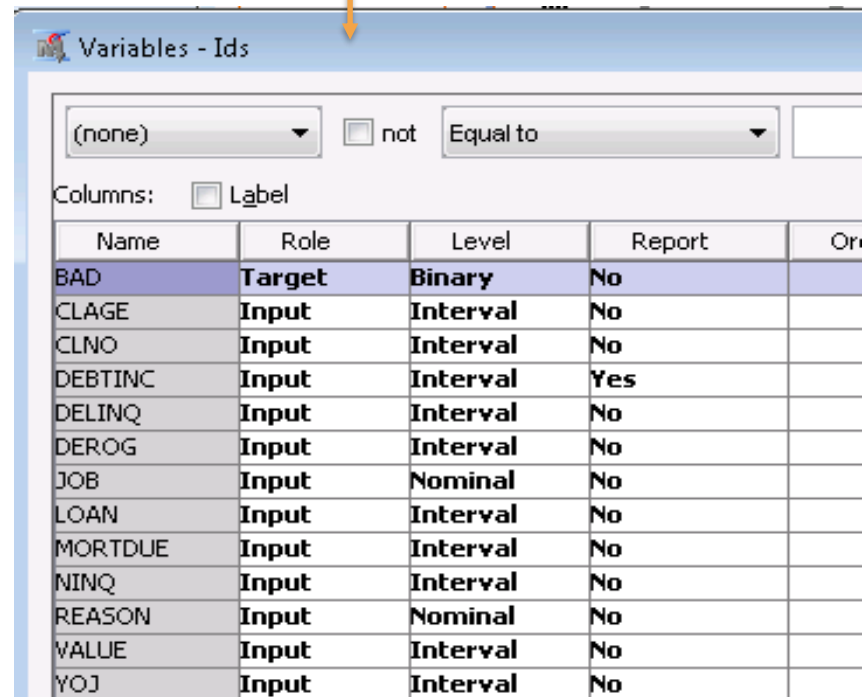 Variables - Ids
(none) not Equal to
Columns: Label
Name Role Level Report Or
BAD Target Binary No
CLAGE Input Interval No
CLNO Input Interval No
DEBTINC Input Interval Yes
DELINQ Input Interval No
DEROG Input Interval No
JOB Input Nominal No
LOAN Input Interval No
MORTDUE Input Interval No
NINQ Input Interval No
REASON Input Nominal No
VALUE Input Interval No
YOJ Input Interval No